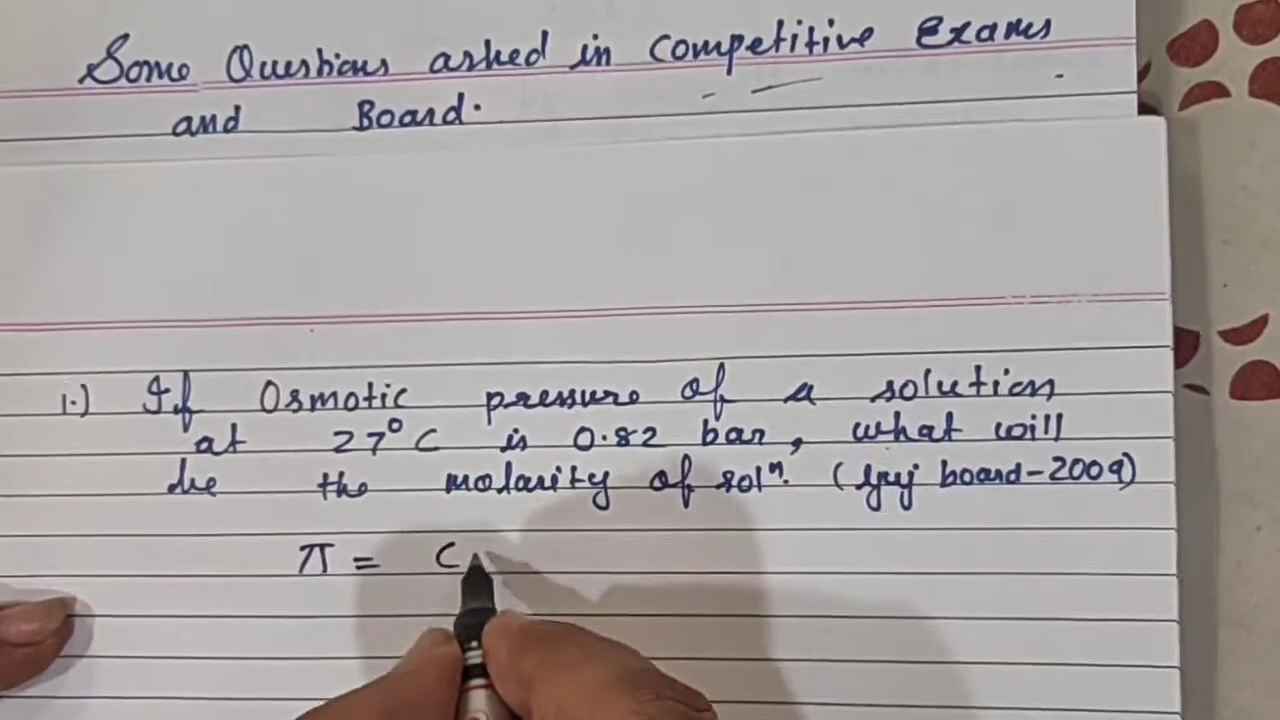 Some Questions asked in competitive Exams
and Board.
1.) If Osmotic pressure of a solution
at 27°C is 0.82 bar, what will
be the molarity of solⁿ. (Guj board-2009)
π = C